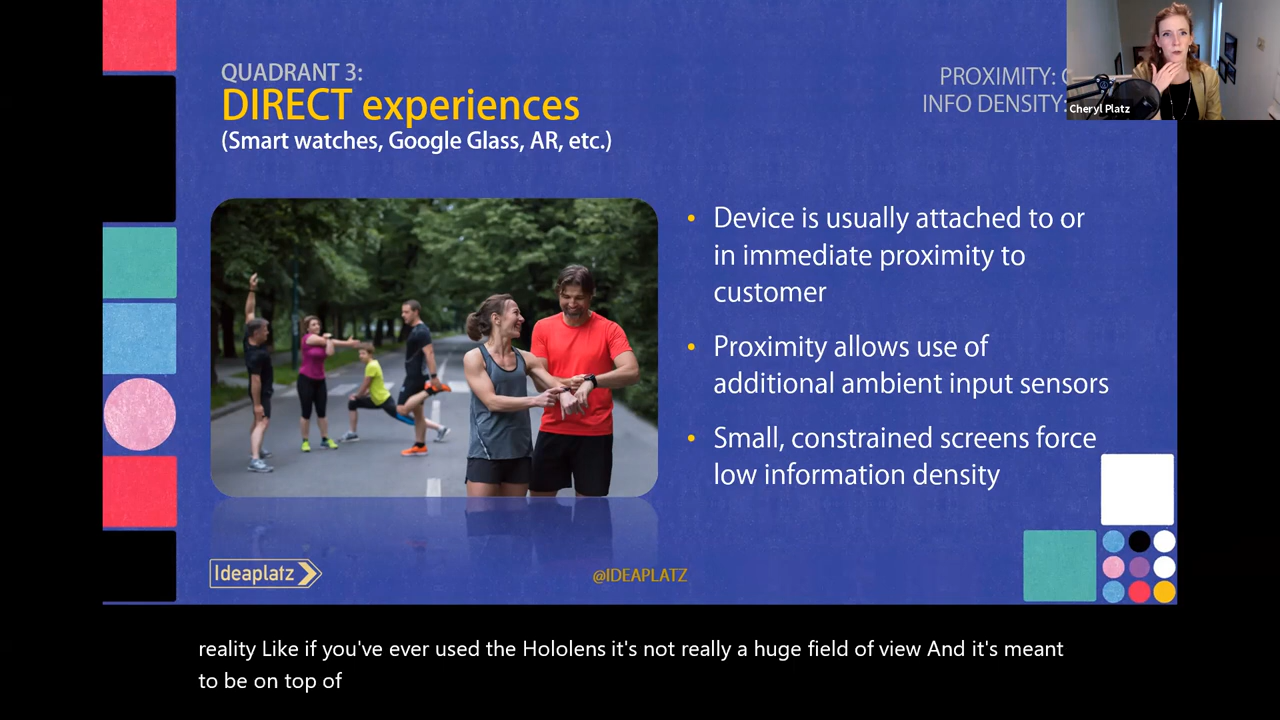 QUADRANT 3:
DIRECT experiences
(Smart watches, Google Glass, AR, etc.)
PROXIMITY:
INFO DENSITY:
Cheryl Platz
• Device is usually attached to or
in immediate proximity to
customer
• Proximity allows use of
additional ambient input sensors
• Small, constrained screens force
low information density
Ideaplatz
@IDEAPLATZ
reality Like if you've ever used the Hololens it's not really a huge field of view And it's meant
to be on top of